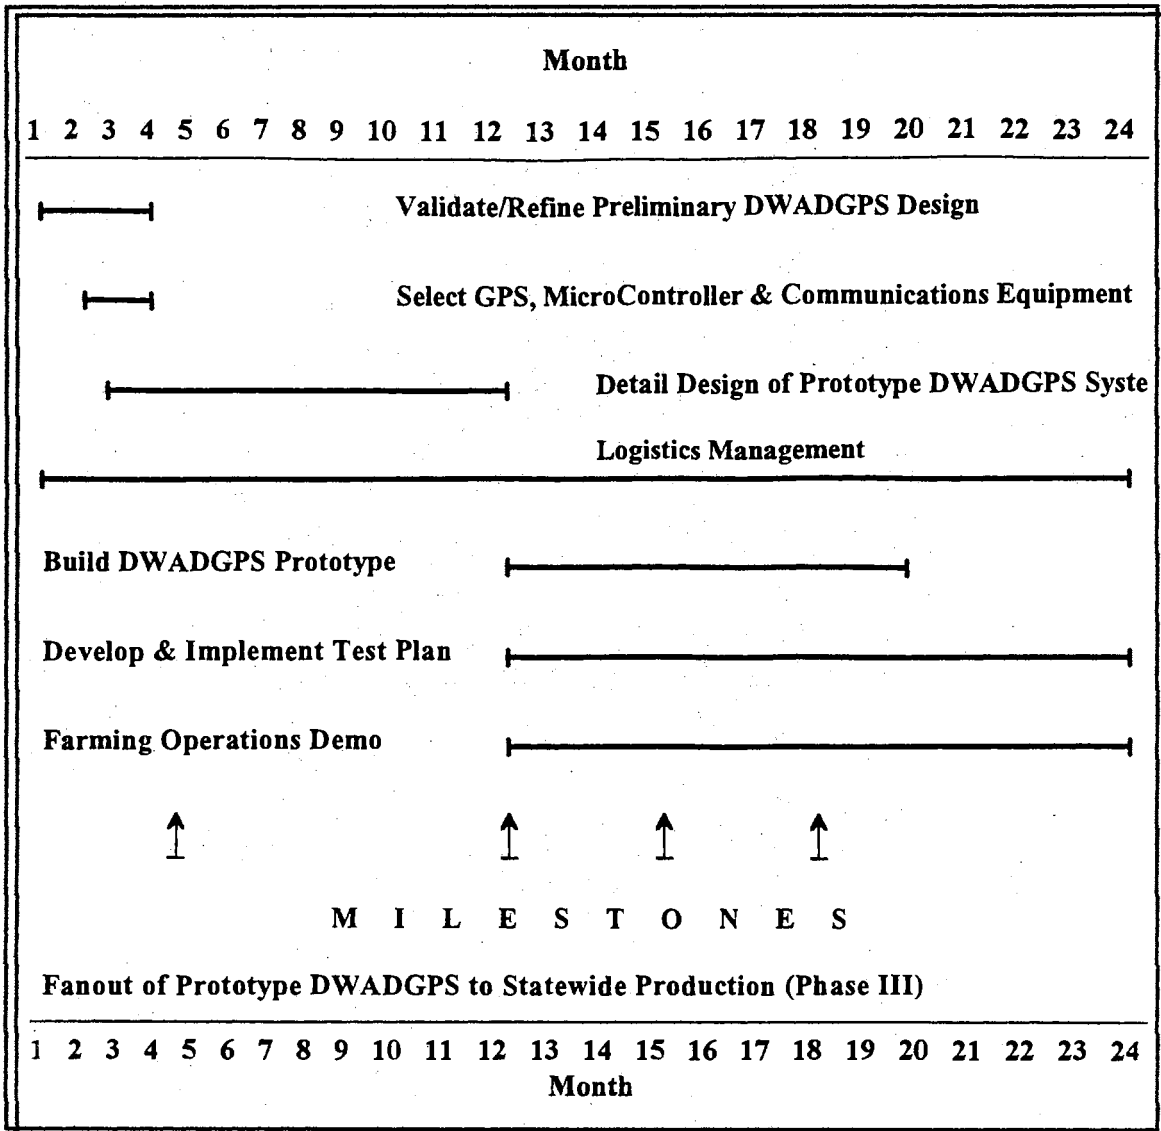 Month
1 2 3 4 5 6 7 8 9 10 11 12 13 14 15 16 17 18 19 20 21 22 23 24
Validate/Refine Preliminary DWADGPS Design
Select GPS, MicroController & Communications Equipment
Detail Design of Prototype DWADGPS Syste
Logistics Management
Build DWADGPS Prototype
Develop & Implement Test Plan
Farming Operations Demo
M I L E S T O N E S
Fanout of Prototype DWADGPS to Statewide Production (Phase III)
1 2 3 4 5 6 7 8 9 10 11 12 13 14 15 16 17 18 19 20 21 22 23 24
Month